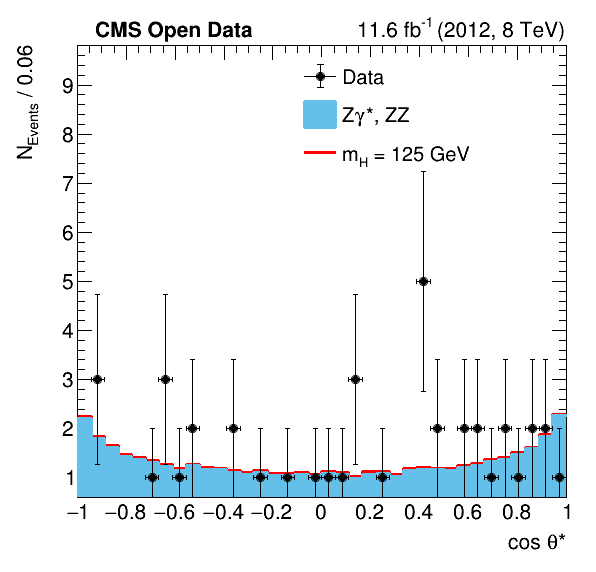 CMS Open Data
11.6 fb⁻¹ (2012, 8 TeV)
N_Events / 0.06
Data
Zγ*, ZZ
m_H = 125 GeV
9
8
7
6
5
4
3
2
1
−1 −0.8 −0.6 −0.4 −0.2 0 0.2 0.4 0.6 0.8 1
cos θ*